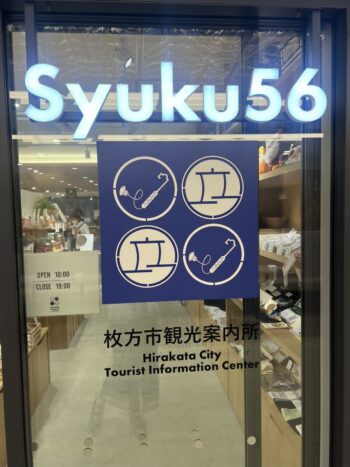 Syuku56
OPEN 10:00
CLOSE 19:00
枚方市観光案内所
Hirakata City
Tourist Information Center